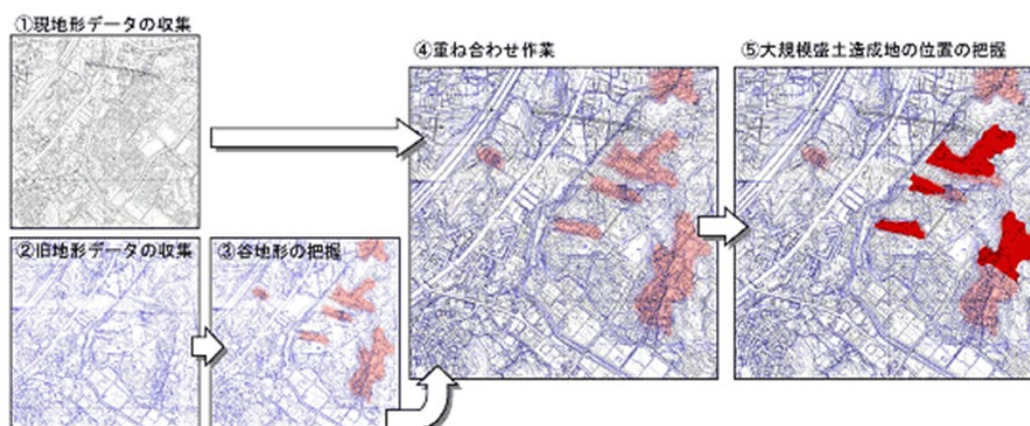 ①現地形データの収集
④重ね合わせ作業
⑤大規模盛土造成地の位置の把握
②旧地形データの収集
③谷地形の把握